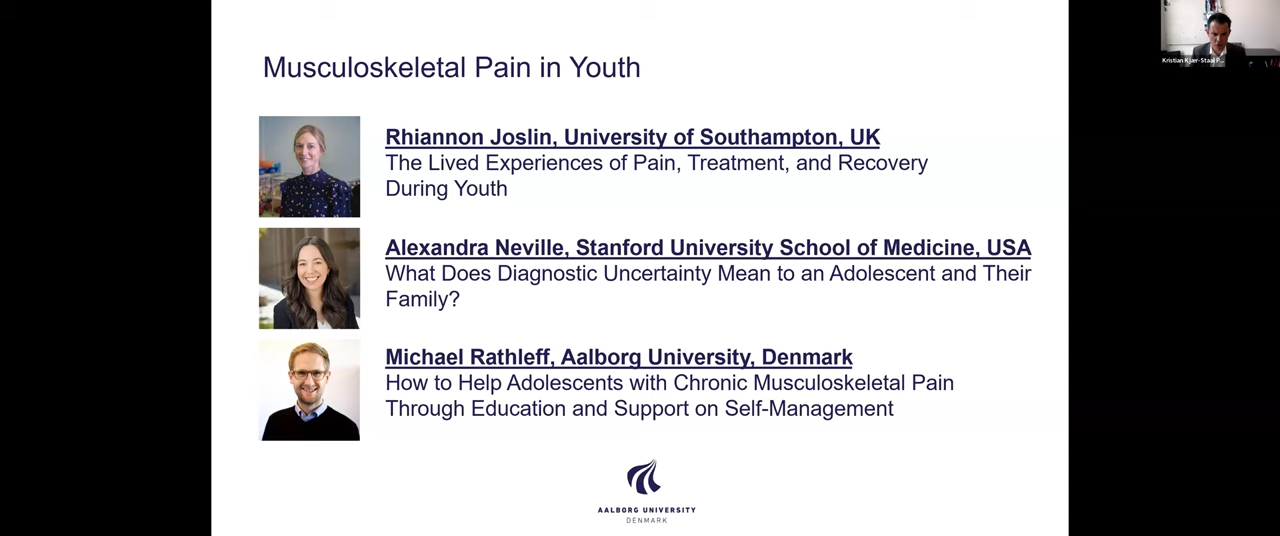 Musculoskeletal Pain in Youth
Rhiannon Joslin, University of Southampton, UK
The Lived Experiences of Pain, Treatment, and Recovery
During Youth
Alexandra Neville, Stanford University School of Medicine, USA
What Does Diagnostic Uncertainty Mean to an Adolescent and Their
Family?
Michael Rathleff, Aalborg University, Denmark
How to Help Adolescents with Chronic Musculoskeletal Pain
Through Education and Support on Self-Management
AALBORG UNIVERSITY
DENMARK
Kristian Kjær-Staal P...